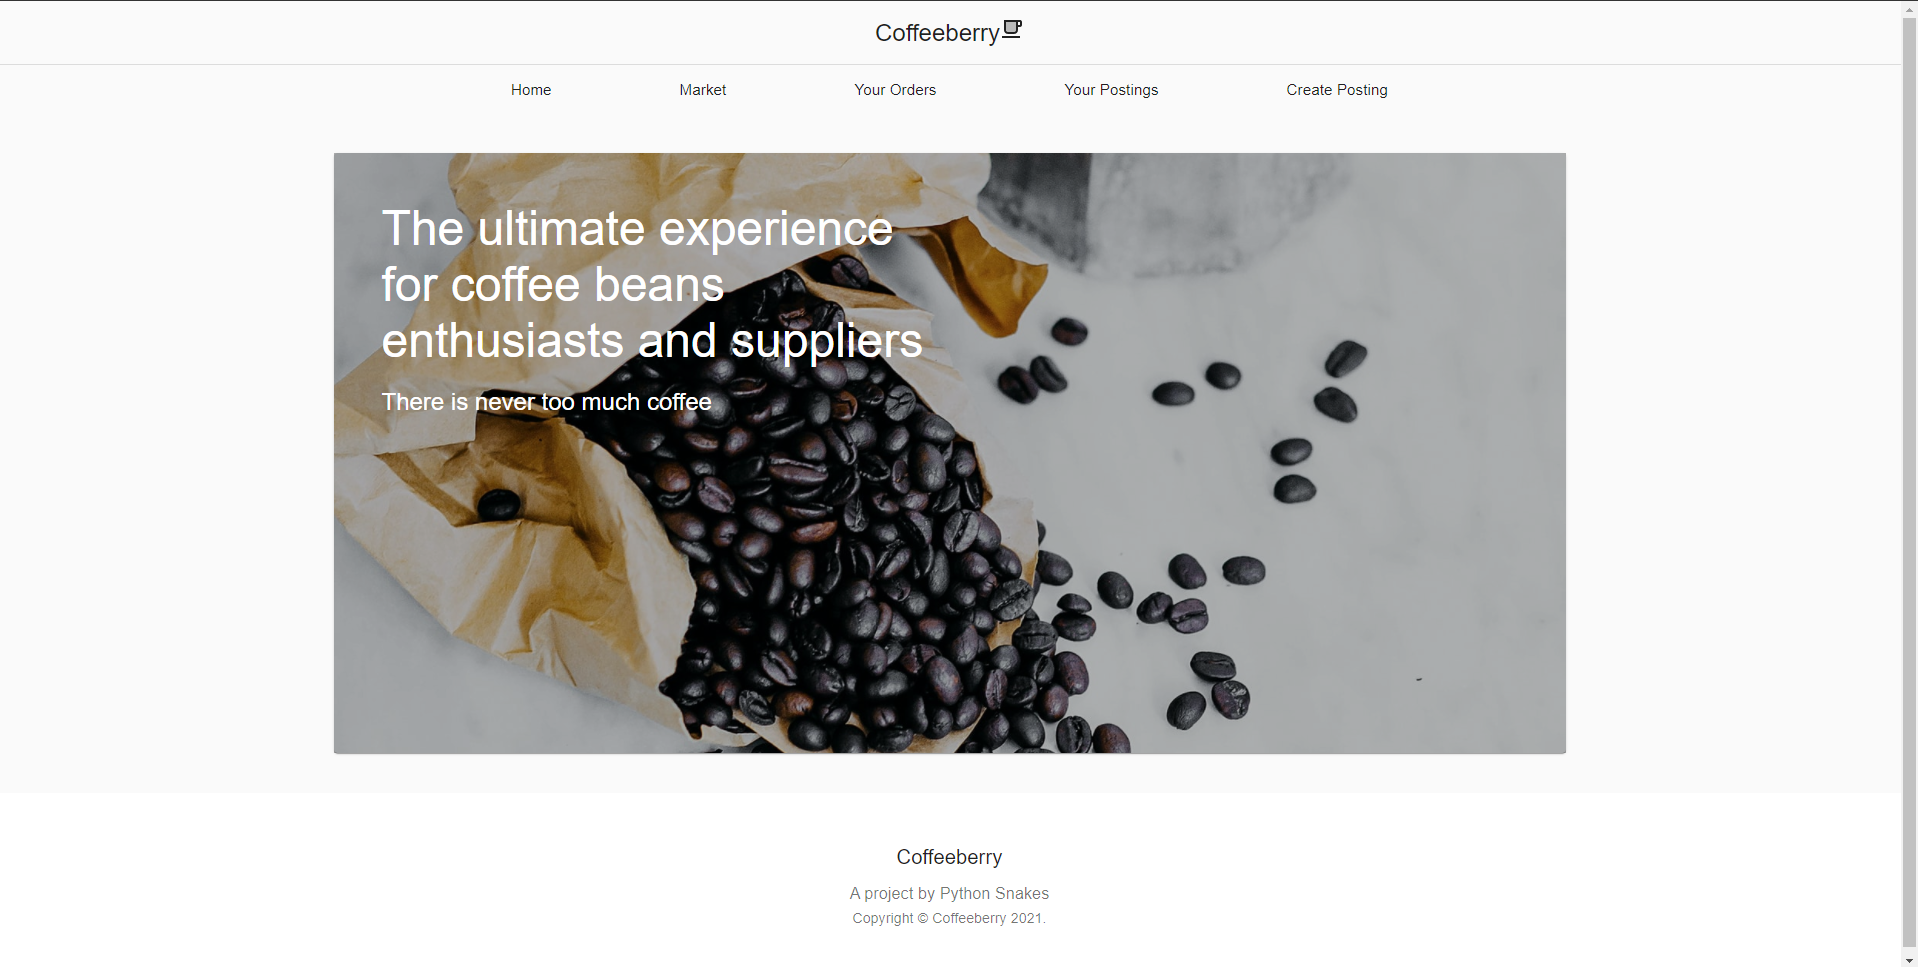 Coffeeberry
Home Market Your Orders Your Postings Create Posting
The ultimate experience
for coffee beans
enthusiasts and suppliers
There is never too much coffee
Coffeeberry
A project by Python Snakes
Copyright © Coffeeberry 2021.